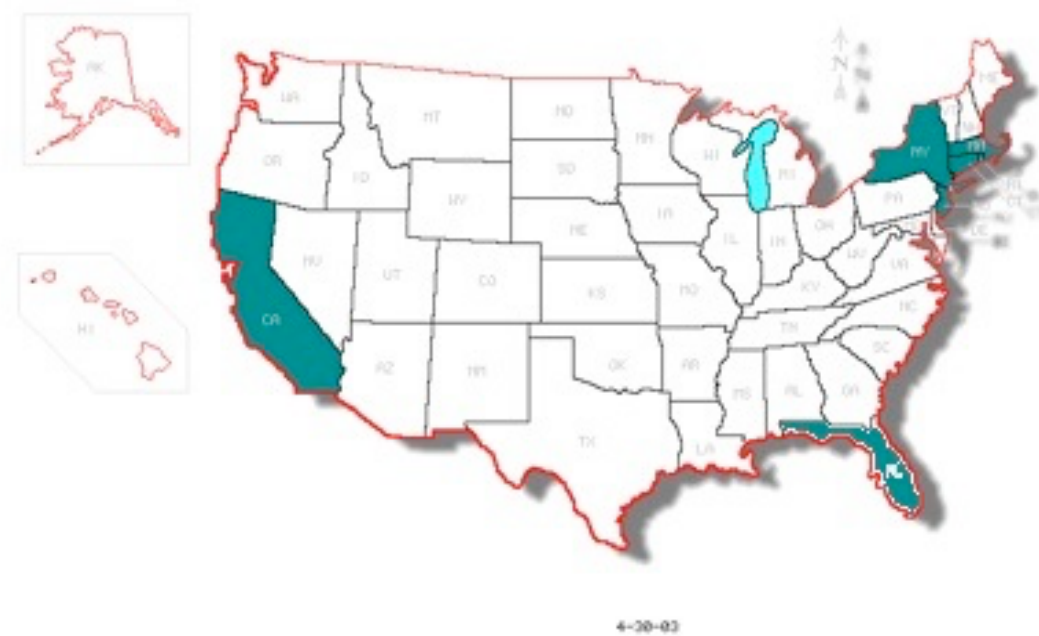 AK
N
WA
MT
ND
MN
ME
OR
ID
SD
WI
MI
NY
MA
WY
IA
PA
RI
CT
NE
NV
UT
CO
IL
IN
OH
DE
WV
VA
KS
MO
KY
HI
CA
NC
TN
AZ
NM
OK
AR
SC
MS
AL
GA
TX
LA
FL
4-30-03